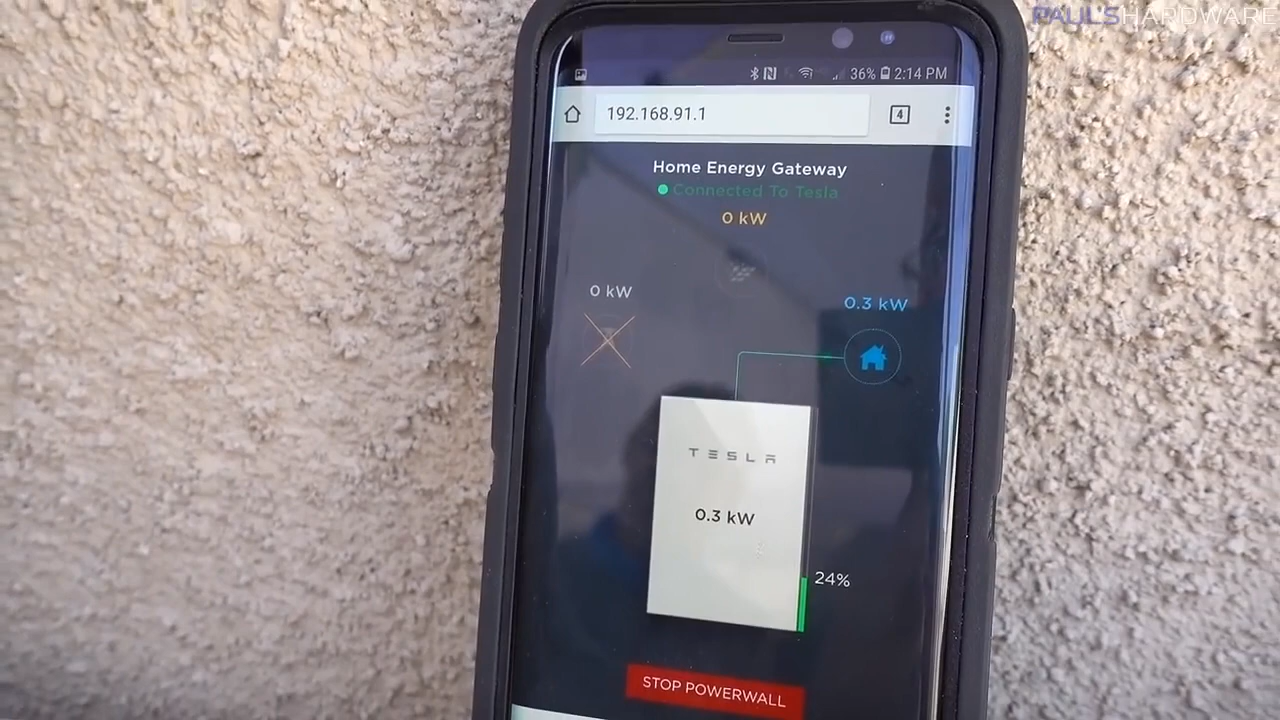 PAUL'SHARDWARE
36% 2:14 PM
192.168.91.1
4
Home Energy Gateway
Connected To Tesla
0 kW
0 kW
0.3 kW
TESLA
0.3 kW
24%
STOP POWERWALL